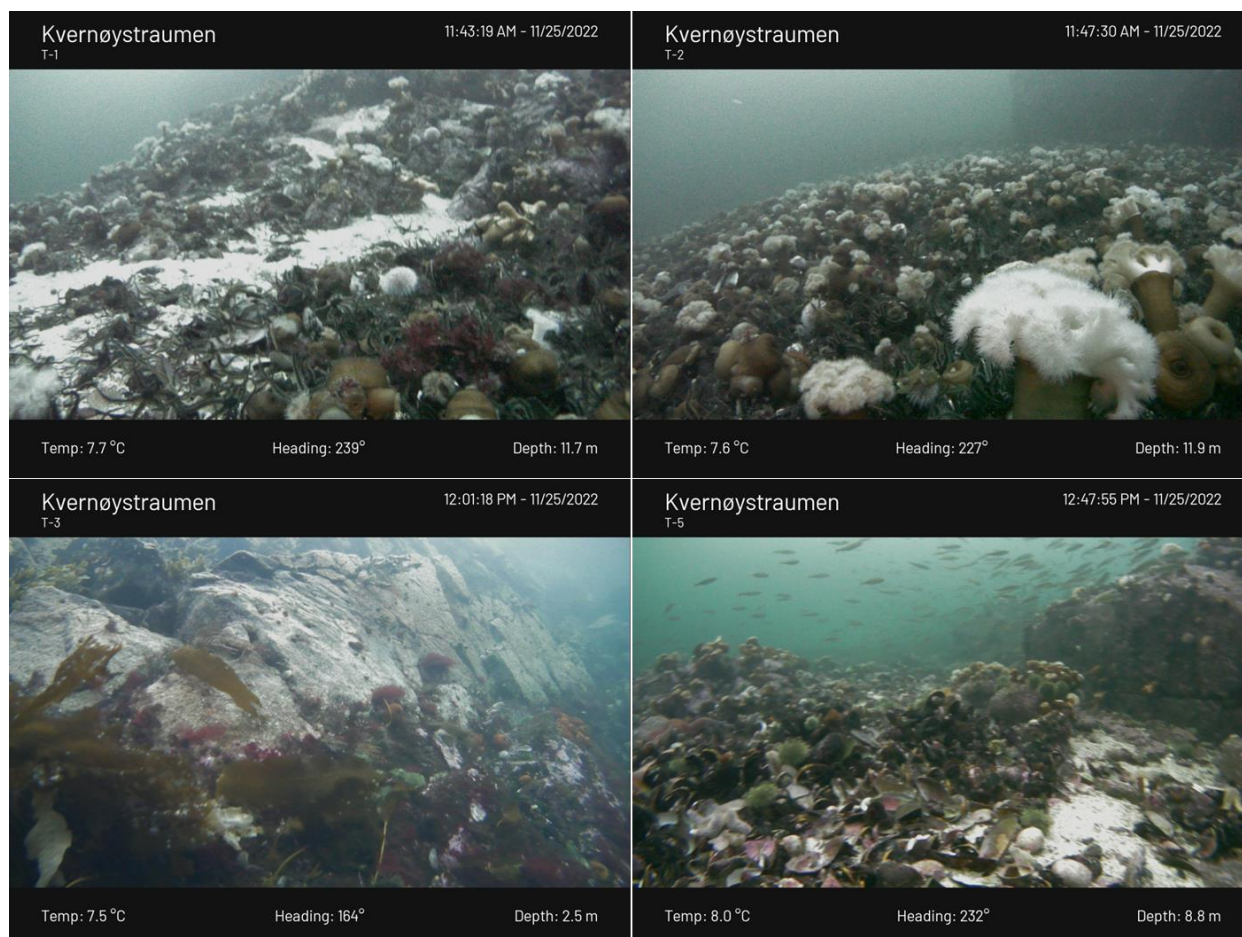 Kvernøystraumen 11:43:19 AM - 11/25/2022
T-1
Temp: 7.7 °C Heading: 239° Depth: 11.7 m
Kvernøystraumen 11:47:30 AM - 11/25/2022
T-2
Temp: 7.6 °C Heading: 227° Depth: 11.9 m
Kvernøystraumen 12:01:18 PM - 11/25/2022
T-3
Temp: 7.5 °C Heading: 164° Depth: 2.5 m
Kvernøystraumen 12:47:55 PM - 11/25/2022
T-5
Temp: 8.0 °C Heading: 232° Depth: 8.8 m